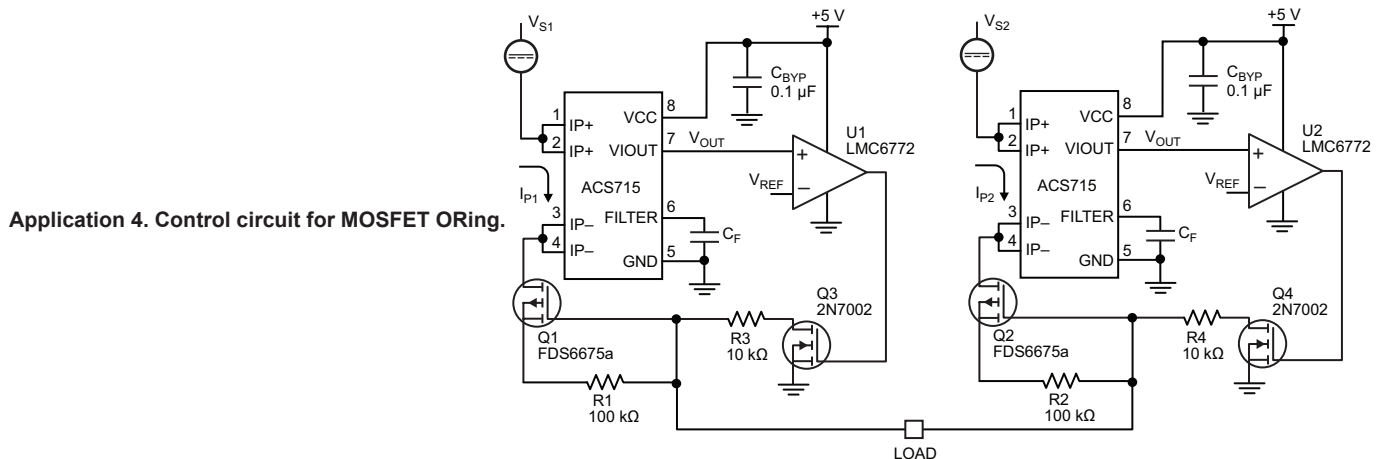 Application 4. Control circuit for MOSFET ORing.
VS1
+5 V
CBYP
0.1 µF
1
IP+
2
IP+
VCC
8
VIOUT
7
VOUT
ACS715
IP1
3
IP–
4
IP–
FILTER
6
GND
5
CF
VREF
+
–
U1
LMC6772
Q1
FDS6675a
R1
100 kΩ
R3
10 kΩ
Q3
2N7002
LOAD
VS2
+5 V
CBYP
0.1 µF
1
IP+
2
IP+
VCC
8
VIOUT
7
VOUT
ACS715
IP2
3
IP–
4
IP–
FILTER
6
GND
5
CF
VREF
+
–
U2
LMC6772
Q2
FDS6675a
R2
100 kΩ
R4
10 kΩ
Q4
2N7002